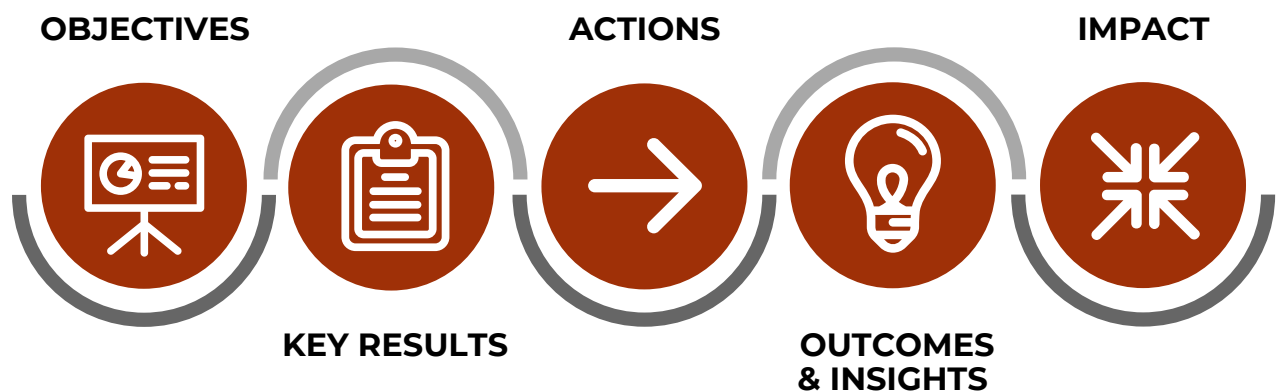 OBJECTIVES
KEY RESULTS
ACTIONS
OUTCOMES
& INSIGHTS
IMPACT